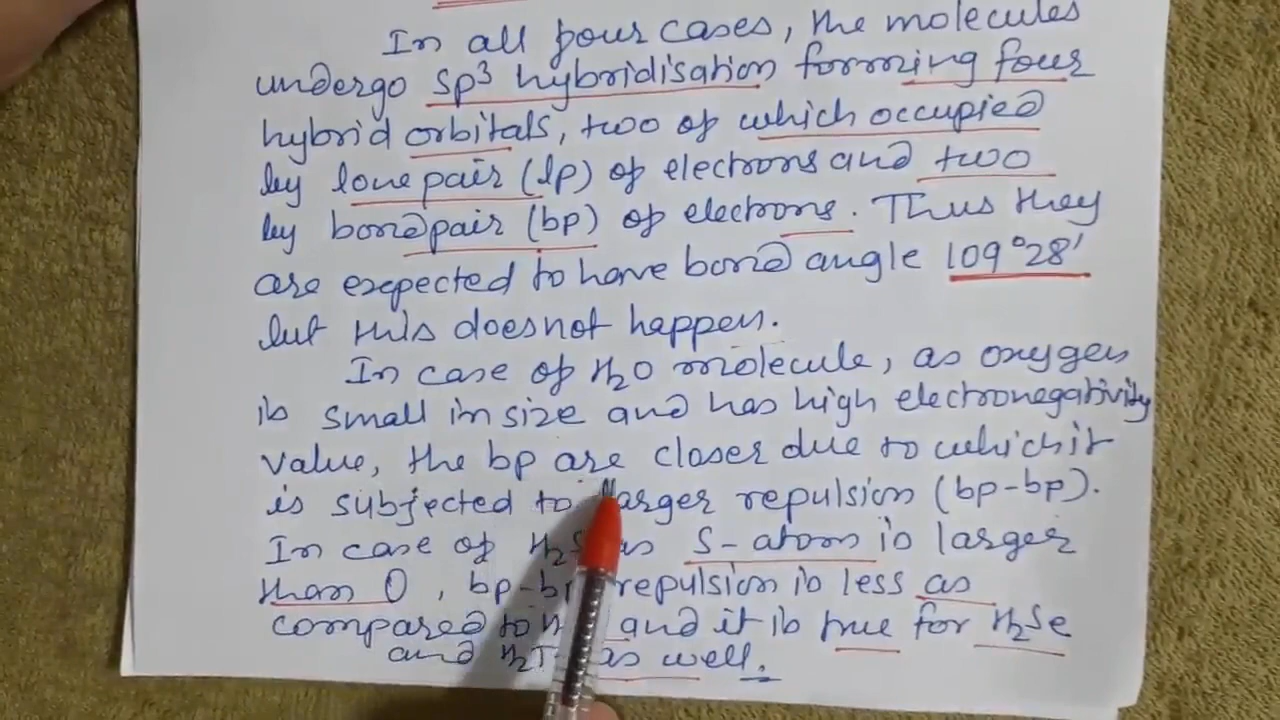 In all four cases, the molecules
undergo sp³ hybridisation forming four
hybrid orbitals, two of which occupied
by lone pair (lp) of electrons and two
by bond pair (bp) of electrons. Thus they
are expected to have bond angle 109°28'
but this does not happen.
In case of H₂O molecule, as oxygen
is small in size and has high electronegativity
value, the bp are closer due to which it
is subjected to larger repulsion (bp-bp).
In case of H₂S as S-atom is larger
than O, bp-bp repulsion is less as
compared to and it is true for H₂Se
and as well.